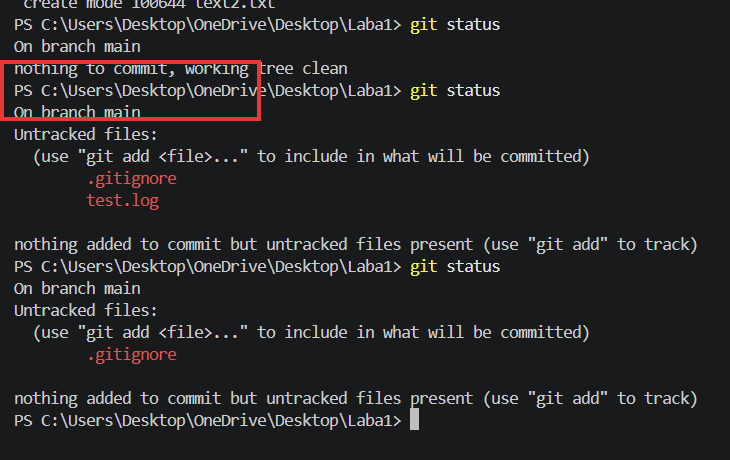 create mode 100644 text2.txt
PS C:\Users\Desktop\OneDrive\Desktop\Laba1> git status
On branch main
nothing to commit, working tree clean
PS C:\Users\Desktop\OneDrive\Desktop\Laba1> git status
On branch main
Untracked files:
  (use "git add <file>..." to include in what will be committed)
        .gitignore
        test.log

nothing added to commit but untracked files present (use "git add" to track)
PS C:\Users\Desktop\OneDrive\Desktop\Laba1> git status
On branch main
Untracked files:
  (use "git add <file>..." to include in what will be committed)
        .gitignore

nothing added to commit but untracked files present (use "git add" to track)
PS C:\Users\Desktop\OneDrive\Desktop\Laba1>